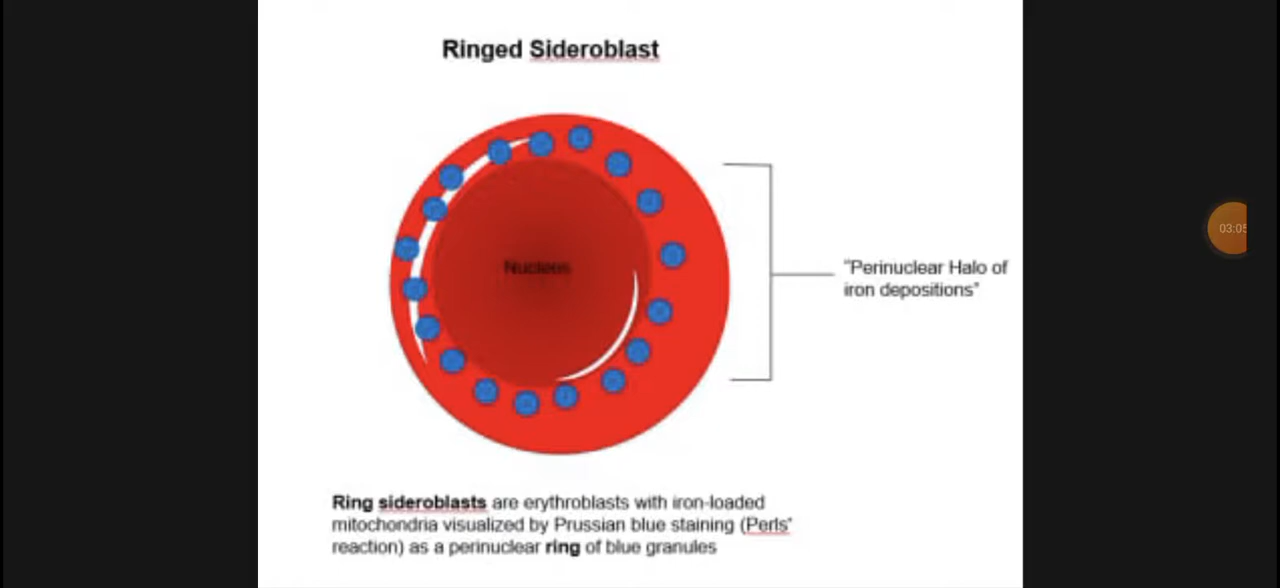 Ringed Sideroblast
Nucleus
"Perinuclear Halo of
iron depositions"
Ring sideroblasts are erythroblasts with iron-loaded
mitochondria visualized by Prussian blue staining (Perls'
reaction) as a perinuclear ring of blue granules
03:05